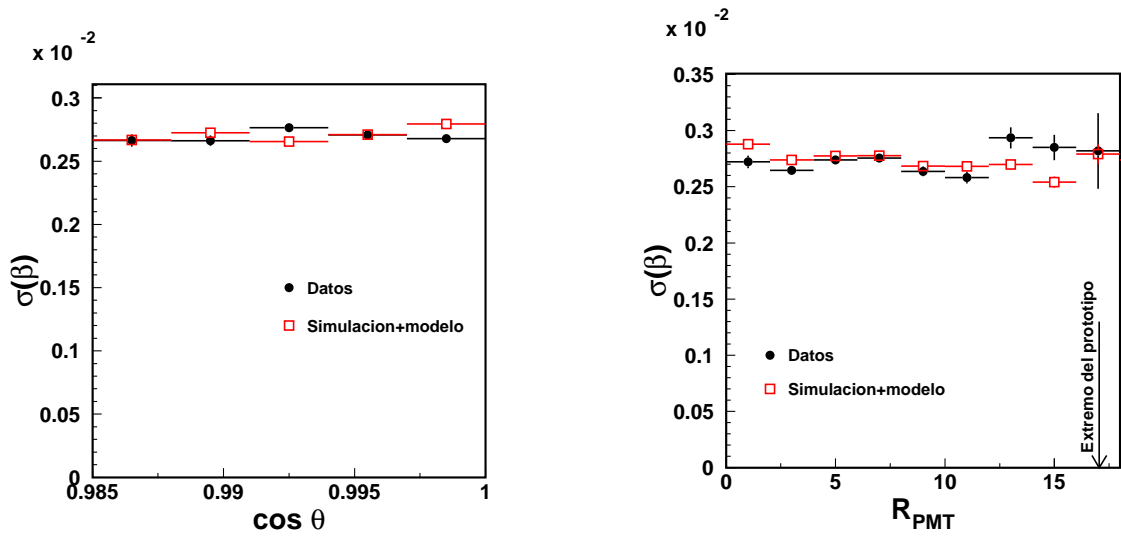 x 10 -2
0.3
0.25
0.2
0.15
0.1
0.05
0
σ(β)
Datos
Simulacion+modelo
0.985
0.99
0.995
1
cos θ
x 10 -2
0.35
0.3
0.25
0.2
0.15
0.1
0.05
0
σ(β)
Datos
Simulacion+modelo
Extremo del prototipo
0
5
10
15
RPMT